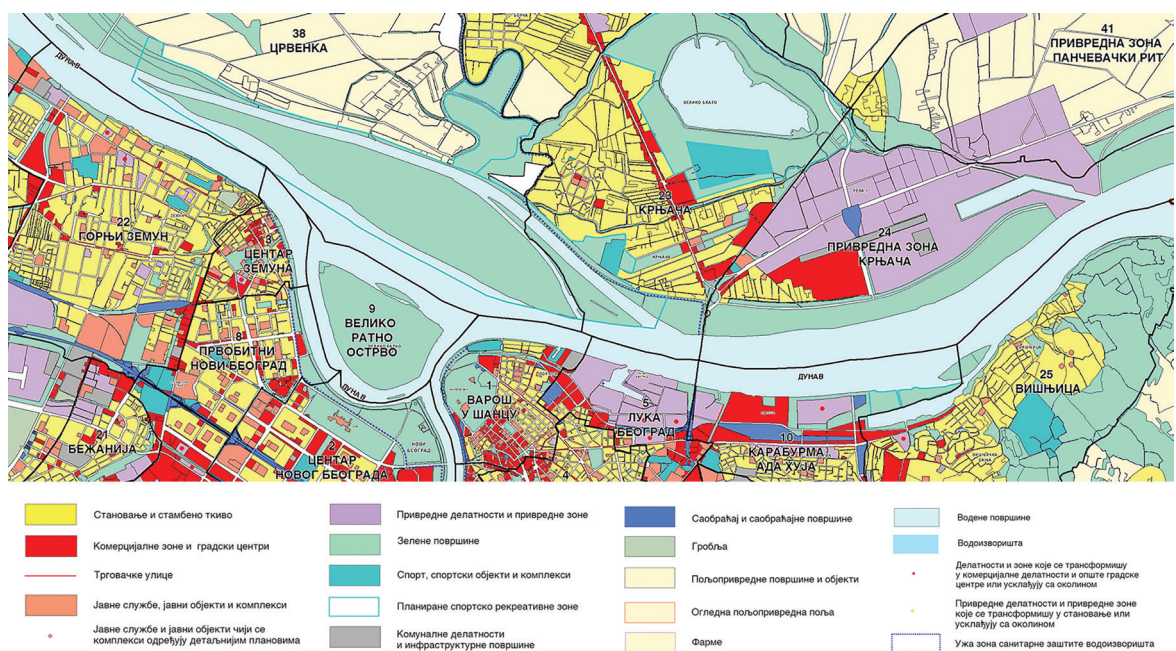 38
ЦРВЕНКА
БОРЧА
41
ПРИВРЕДНА ЗОНА
ПАНЧЕВАЧКИ РИТ
ДУНАВ
ВЕЛИКО БЛАТО
23
КРЊАЧА
КРЊАЧА
24
ПРИВРЕДНА ЗОНА
КРЊАЧА
22
ГОРЊИ ЗЕМУН
ЗЕМУН
3
ЦЕНТАР
ЗЕМУНА
9
ВЕЛИКО
РАТНО
ОСТРВО
8
ПРВОБИТНИ
НОВИ БЕОГРАД
ДУНАВ
1
ВАРОШ
У ШАНЦУ
5
ЛУКА
БЕОГРАД
ДУНАВ
25
ВИШЊИЦА
21
БЕЖАНИЈА
2
ЦЕНТАР
НОВОГ БЕОГРАДА
НОВИ
БЕОГРАД
4
10
КАРАБУРМА
АДА ХУЈА
Становање и стамбено ткиво
Комерцијалне зоне и градски центри
Трговачке улице
Јавне службе, јавни објекти и комплекси
Јавне службе и јавни објекти чији се
комплекси одређују детаљнијим плановима
Привредне делатности и привредне зоне
Зелене површине
Спорт, спортски објекти и комплекси
Планиране спортско рекреативне зоне
Комуналне делатности
и инфраструктурне површине
Саобраћај и саобраћајне површине
Гробља
Пољопривредне површине и објекти
Огледна пољопривредна поља
Фарме
Водене површине
Водоизворишта
Делатности и зоне које се трансформишу
у комерцијалне делатности и опште градске
центре или усклађују са околином
Привредне делатности и привредне зоне
које се трансформишу у становање или
усклађују са околином
Ужа зона санитарне заштите водоизворишта